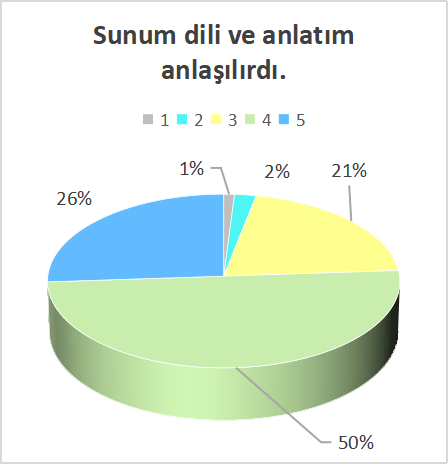 Sunum dili ve anlatım
anlaşılırdı.
1 2 3 4 5
1%
2%
21%
26%
50%